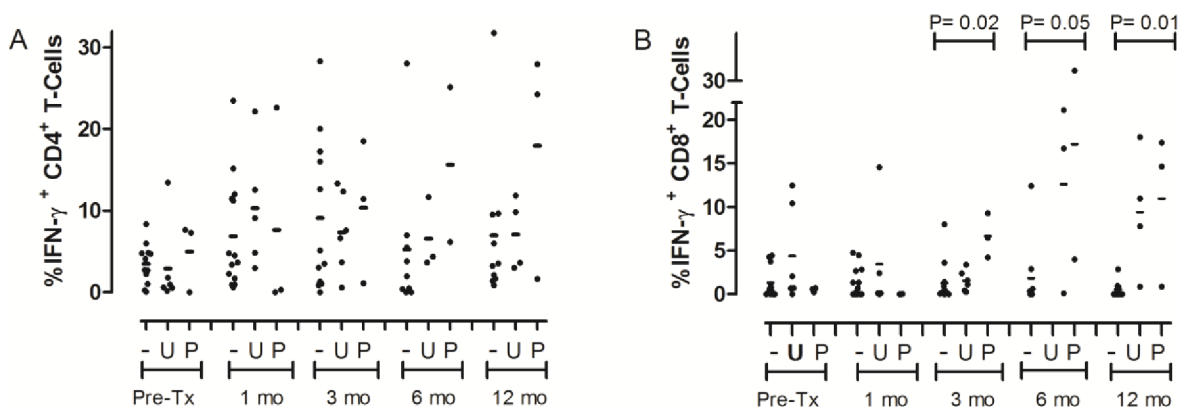 A
%IFN-γ + CD4+ T-Cells
30
20
10
0
- U P - U P - U P - U P - U P
Pre-Tx 1 mo 3 mo 6 mo 12 mo
B
P= 0.02 P= 0.05 P= 0.01
%IFN-γ + CD8+ T-Cells
30
20
15
10
5
0
- U P - U P - U P - U P - U P
Pre-Tx 1 mo 3 mo 6 mo 12 mo